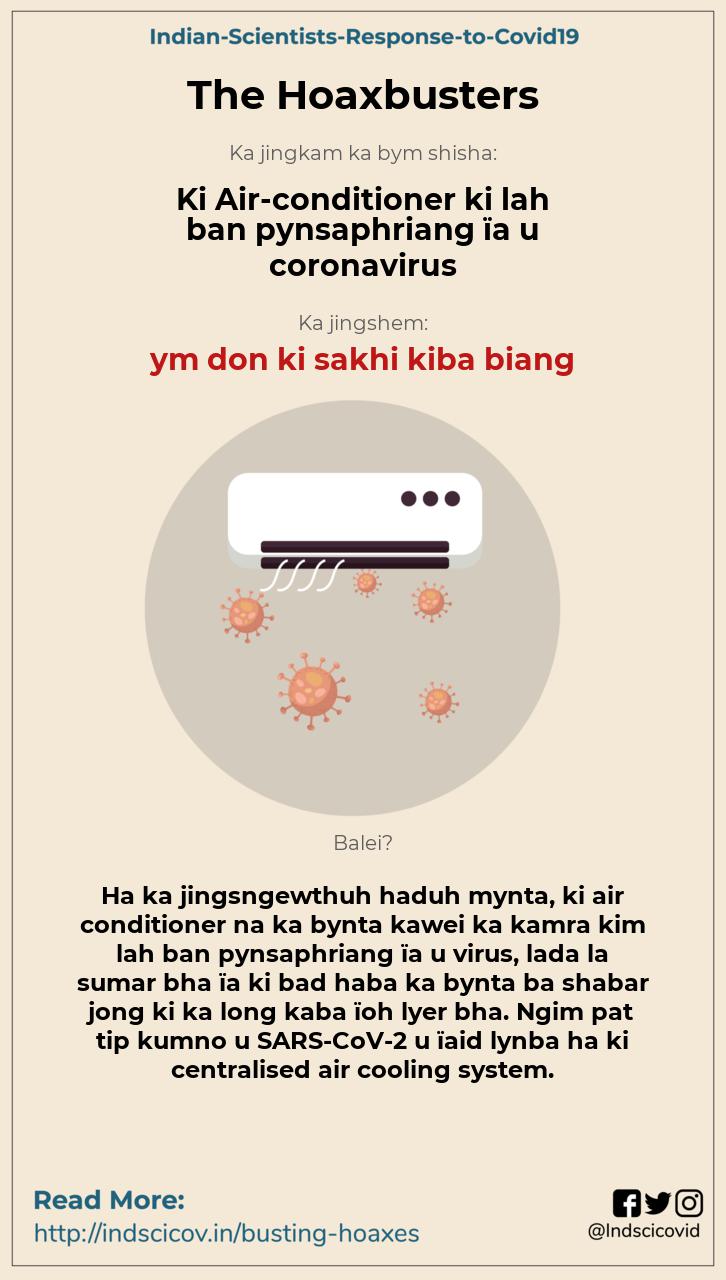 Indian-Scientists-Response-to-Covid19
The Hoaxbusters
Ka jingkam ka bym shisha:
Ki Air-conditioner ki lah
ban pynsaphriang ïa u
coronavirus
Ka jingshem:
ym don ki sakhi kiba biang
Balei?
Ha ka jingsngewthuh haduh mynta, ki air
conditioner na ka bynta kawei ka kamra kim
lah ban pynsaphriang ïa u virus, lada la
sumar bha ïa ki bad haba ka bynta ba shabar
jong ki ka long kaba ïoh lyer bha. Ngim pat
tip kumno u SARS-CoV-2 u ïaid lynba ha ki
centralised air cooling system.
Read More:
http://indscicov.in/busting-hoaxes
@Indscicovid